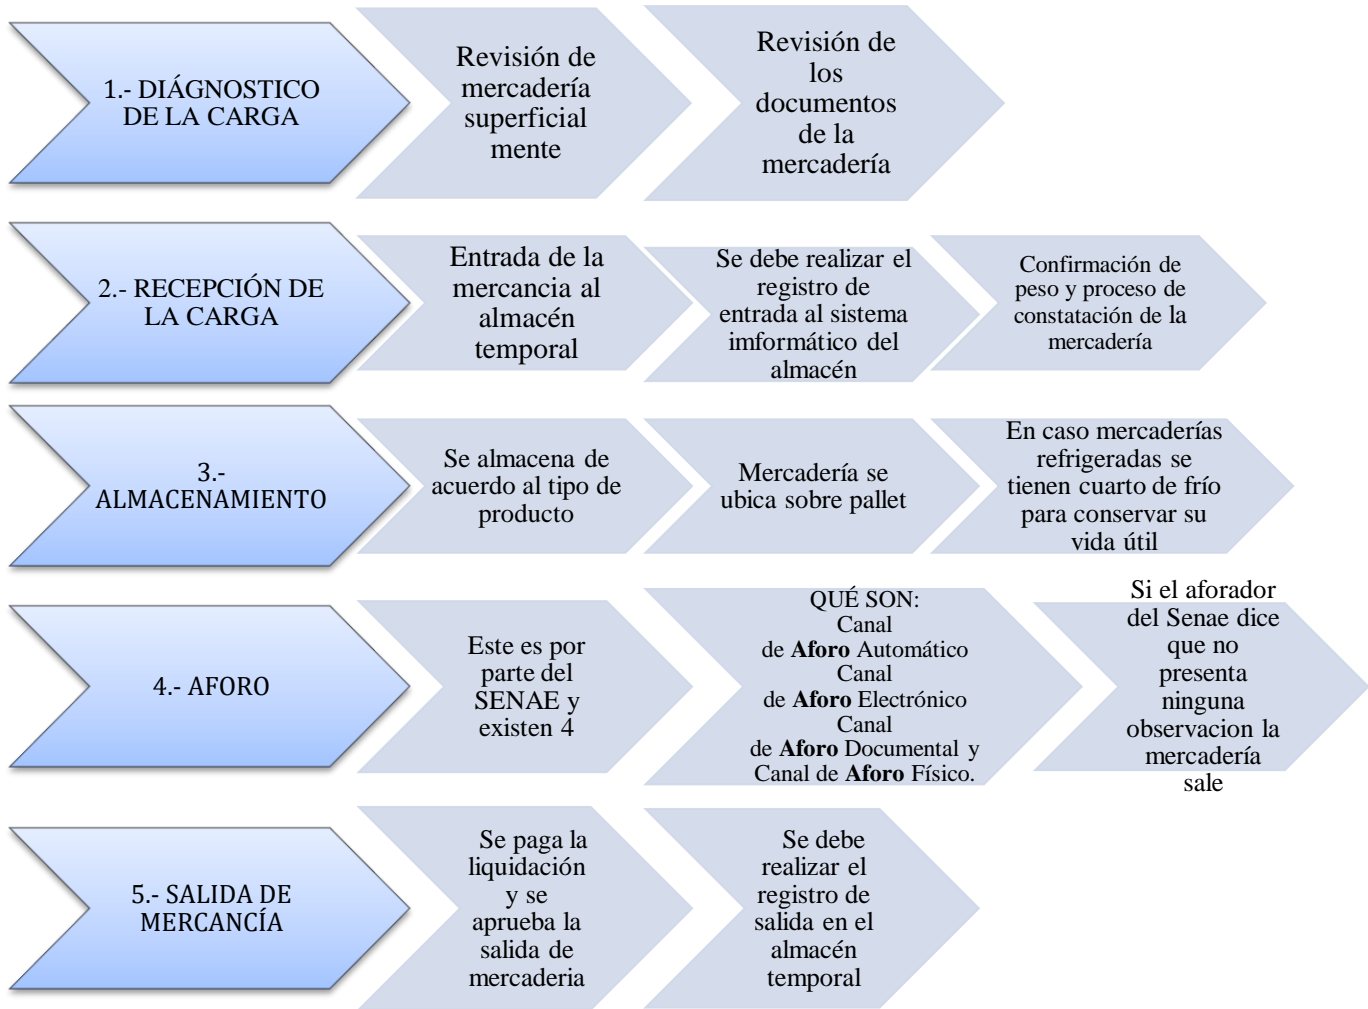 1.- DIÁGNOSTICO
DE LA CARGA
Revisión de
mercadería
superficial
mente
Revisión de
los
documentos
de la
mercadería
2.- RECEPCIÓN DE
LA CARGA
Entrada de la
mercancia al
almacén
temporal
Se debe realizar el
registro de
entrada al sistema
imformático del
almacén
Confirmación de
peso y proceso de
constatación de la
mercadería
3.-
ALMACENAMIENTO
Se almacena de
acuerdo al tipo de
producto
Mercadería se
ubica sobre pallet
En caso mercaderías
refrigeradas se
tienen cuarto de frío
para conservar su
vida útil
4.- AFORO
Este es por
parte del
SENAE y
existen 4
QUÉ SON:
Canal
de Aforo Automático
Canal
de Aforo Electrónico
Canal
de Aforo Documental y
Canal de Aforo Físico.
Si el aforador
del Senae dice
que no
presenta
ninguna
observacion la
mercadería
sale
5.- SALIDA DE
MERCANCÍA
Se paga la
liquidación
y se
aprueba la
salida de
mercaderia
Se debe
realizar el
registro de
salida en el
almacén
temporal